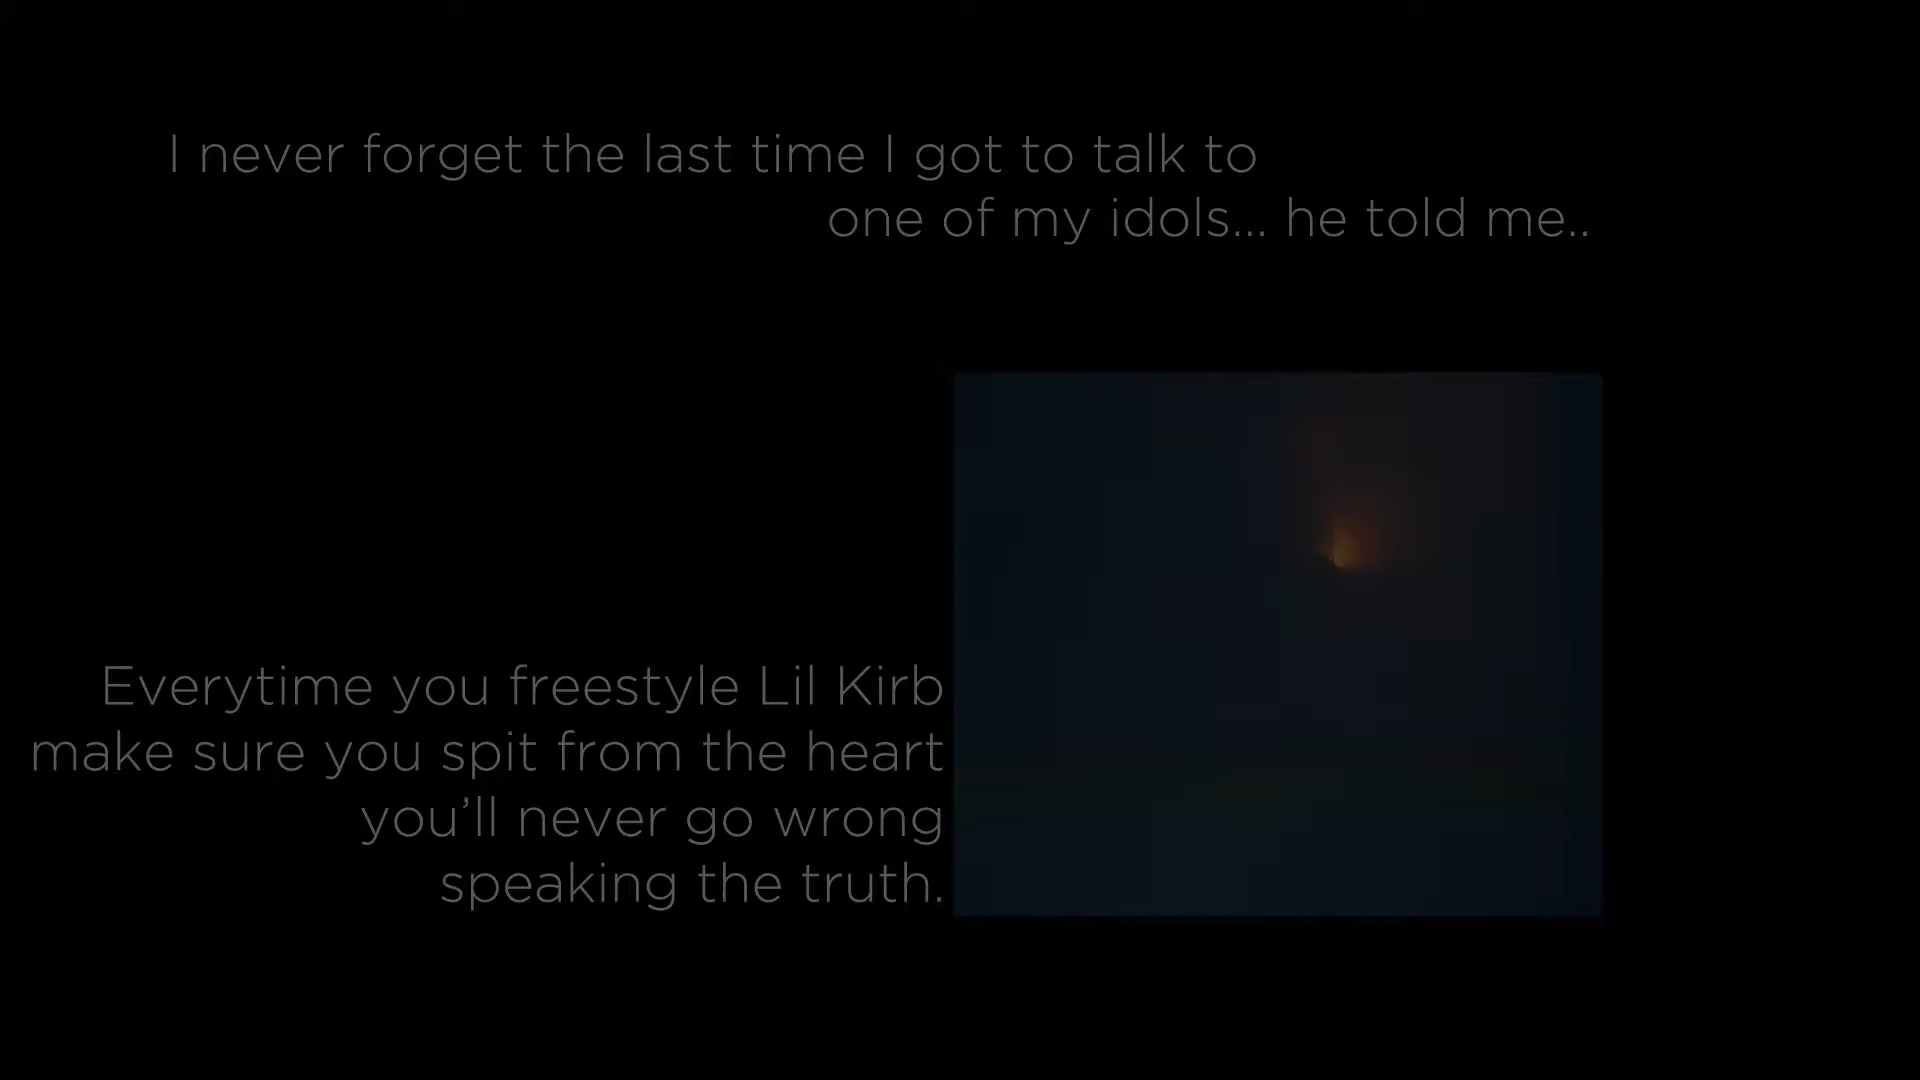 I never forget the last time I got to talk to
one of my idols... he told me..
Everytime you freestyle Lil Kirb
make sure you spit from the heart
you’ll never go wrong
speaking the truth.